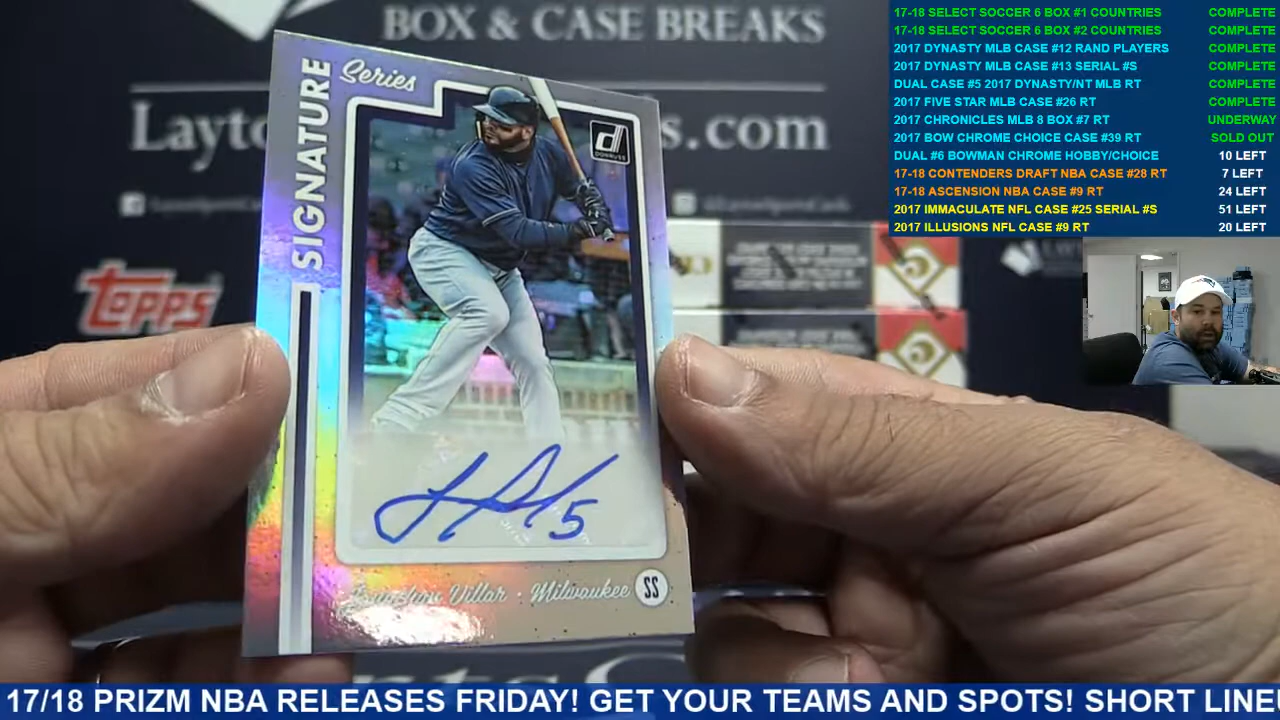 BOX & CASE BREAKS
Layto s.com
TOPPS
SIGNATURE
Series
d
DONRUSS
5
Villar • Milwaukee SS
17-18 SELECT SOCCER 6 BOX #1 COUNTRIES COMPLETE
17-18 SELECT SOCCER 6 BOX #2 COUNTRIES COMPLETE
2017 DYNASTY MLB CASE #12 RAND PLAYERS COMPLETE
2017 DYNASTY MLB CASE #13 SERIAL #S COMPLETE
DUAL CASE #5 2017 DYNASTY/NT MLB RT COMPLETE
2017 FIVE STAR MLB CASE #26 RT COMPLETE
2017 CHRONICLES MLB 8 BOX #7 RT UNDERWAY
2017 BOW CHROME CHOICE CASE #39 RT SOLD OUT
DUAL #6 BOWMAN CHROME HOBBY/CHOICE 10 LEFT
17-18 CONTENDERS DRAFT NBA CASE #28 RT 7 LEFT
17-18 ASCENSION NBA CASE #9 RT 24 LEFT
2017 IMMACULATE NFL CASE #25 SERIAL #S 51 LEFT
2017 ILLUSIONS NFL CASE #9 RT 20 LEFT
17/18 PRIZM NBA RELEASES FRIDAY! GET YOUR TEAMS AND SPOTS! SHORT LINE